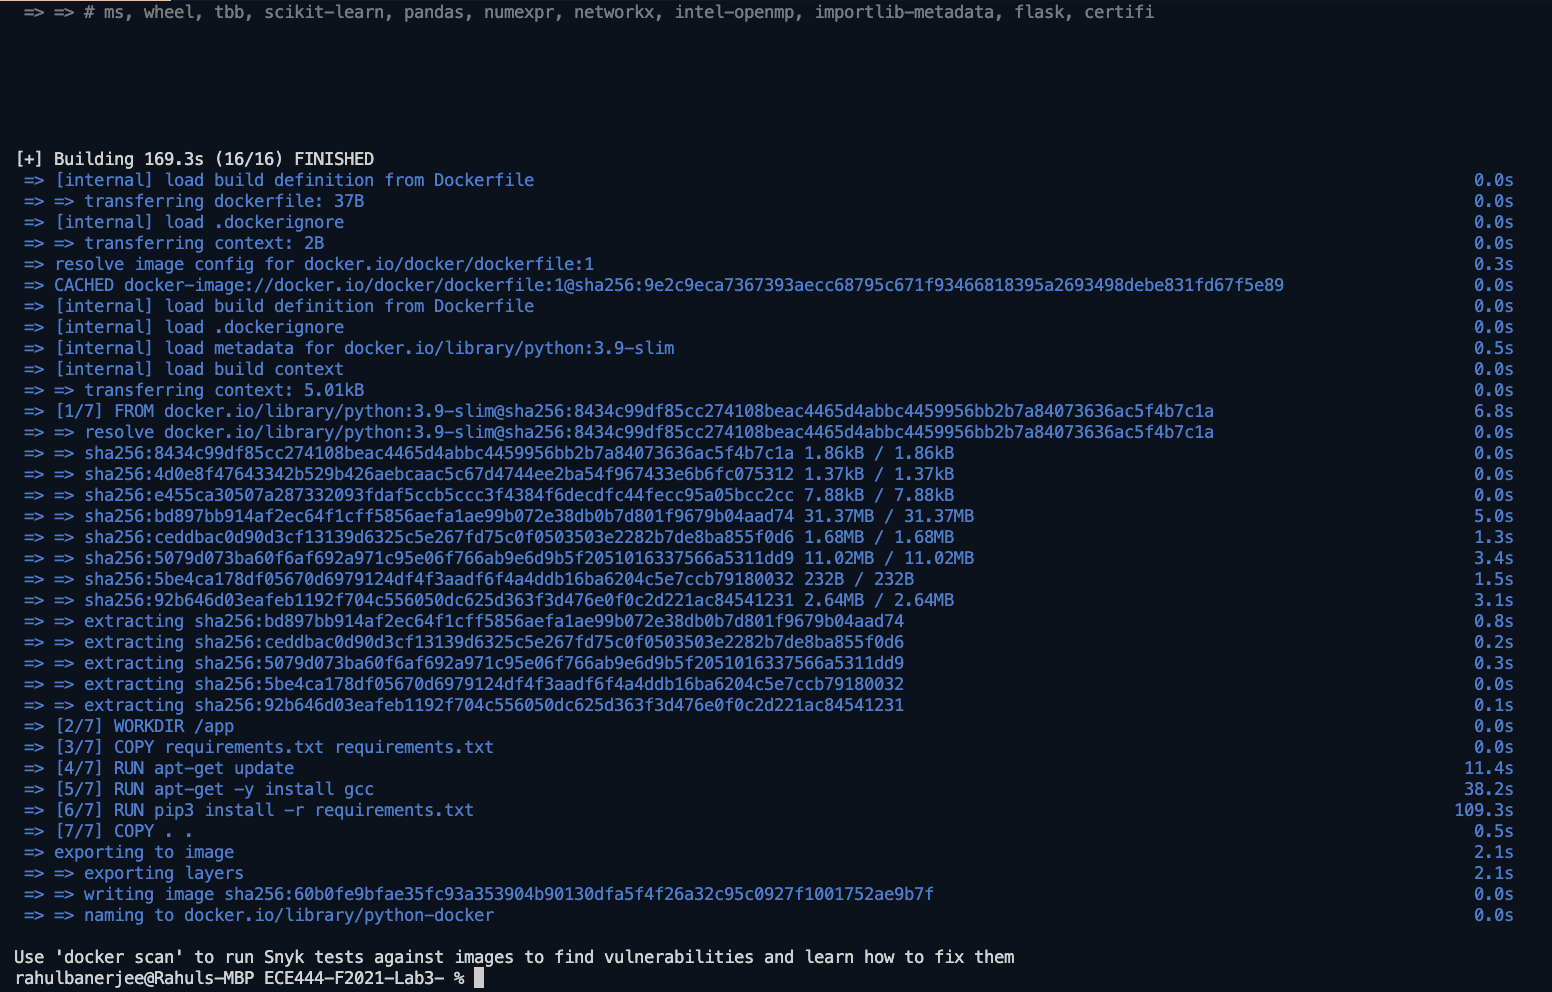 => => # ms, wheel, tbb, scikit-learn, pandas, numexpr, networkx, intel-openmp, importlib-metadata, flask, certifi
[+] Building 169.3s (16/16) FINISHED
=> [internal] load build definition from Dockerfile 0.0s
=> => transferring dockerfile: 37B 0.0s
=> [internal] load .dockerignore 0.0s
=> => transferring context: 2B 0.0s
=> resolve image config for docker.io/docker/dockerfile:1 0.3s
=> CACHED docker-image://docker.io/docker/dockerfile:1@sha256:9e2c9eca7367393aecc68795c671f93466818395a2693498debe831fd67f5e89 0.0s
=> [internal] load build definition from Dockerfile 0.0s
=> [internal] load .dockerignore 0.0s
=> [internal] load metadata for docker.io/library/python:3.9-slim 0.5s
=> [internal] load build context 0.0s
=> => transferring context: 5.01kB 0.0s
=> [1/7] FROM docker.io/library/python:3.9-slim@sha256:8434c99df85cc274108beac4465d4abbc4459956bb2b7a84073636ac5f4b7c1a 6.8s
=> => resolve docker.io/library/python:3.9-slim@sha256:8434c99df85cc274108beac4465d4abbc4459956bb2b7a84073636ac5f4b7c1a 0.0s
=> => sha256:8434c99df85cc274108beac4465d4abbc4459956bb2b7a84073636ac5f4b7c1a 1.86kB / 1.86kB 0.0s
=> => sha256:4d0e8f47643342b529b426aebcaac5c67d4744ee2ba54f967433e6b6fc075312 1.37kB / 1.37kB 0.0s
=> => sha256:e455ca30507a287332093fdaf5ccb5ccc3f4384f6decdfc44fecc95a05bcc2cc 7.88kB / 7.88kB 0.0s
=> => sha256:bd897bb914af2ec64f1cff5856aefa1ae99b072e38db0b7d801f9679b04aad74 31.37MB / 31.37MB 5.0s
=> => sha256:ceddbac0d90d3cf13139d6325c5e267fd75c0f0503503e2282b7de8ba855f0d6 1.68MB / 1.68MB 1.3s
=> => sha256:5079d073ba60f6af692a971c95e06f766ab9e6d9b5f2051016337566a5311dd9 11.02MB / 11.02MB 3.4s
=> => sha256:5be4ca178df05670d6979124df4f3aadf6f4a4ddb16ba6204c5e7ccb79180032 232B / 232B 1.5s
=> => sha256:92b646d03eafeb1192f704c556050dc625d363f3d476e0f0c2d221ac84541231 2.64MB / 2.64MB 3.1s
=> => extracting sha256:bd897bb914af2ec64f1cff5856aefa1ae99b072e38db0b7d801f9679b04aad74 0.8s
=> => extracting sha256:ceddbac0d90d3cf13139d6325c5e267fd75c0f0503503e2282b7de8ba855f0d6 0.2s
=> => extracting sha256:5079d073ba60f6af692a971c95e06f766ab9e6d9b5f2051016337566a5311dd9 0.3s
=> => extracting sha256:5be4ca178df05670d6979124df4f3aadf6f4a4ddb16ba6204c5e7ccb79180032 0.0s
=> => extracting sha256:92b646d03eafeb1192f704c556050dc625d363f3d476e0f0c2d221ac84541231 0.1s
=> [2/7] WORKDIR /app 0.0s
=> [3/7] COPY requirements.txt requirements.txt 0.0s
=> [4/7] RUN apt-get update 11.4s
=> [5/7] RUN apt-get -y install gcc 38.2s
=> [6/7] RUN pip3 install -r requirements.txt 109.3s
=> [7/7] COPY . . 0.5s
=> exporting to image 2.1s
=> => exporting layers 2.1s
=> => writing image sha256:60b0fe9bfae35fc93a353904b90130dfa5f4f26a32c95c0927f1001752ae9b7f 0.0s
=> => naming to docker.io/library/python-docker 0.0s
Use 'docker scan' to run Snyk tests against images to find vulnerabilities and learn how to fix them
rahulbanerjee@Rahuls-MBP ECE444-F2021-Lab3- %